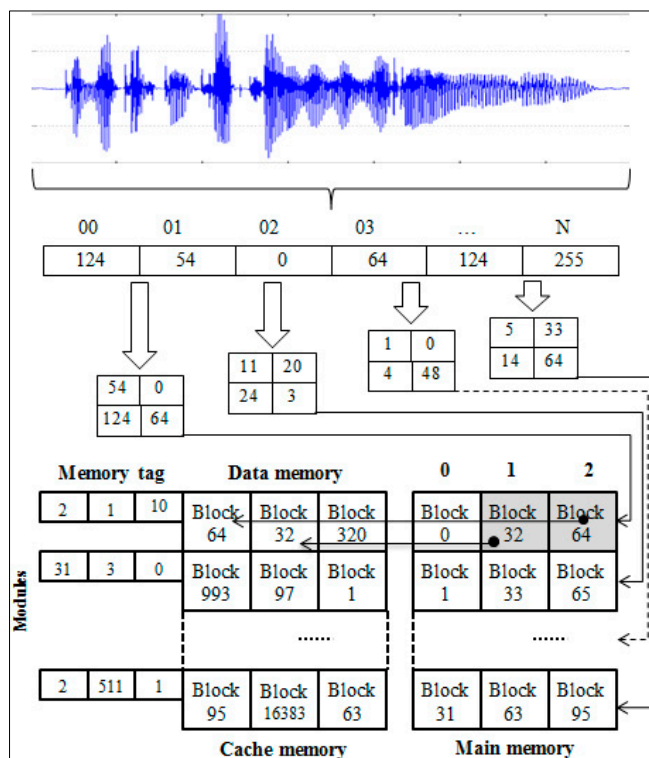 00 01 02 03 ... N
124 54 0 64 124 255
5 33
14 64
1 0
4 48
11 20
24 3
54 0
124 64
Memory tag Data memory 0 1 2
2 1 10 Block 64 Block 32 Block 320 Block 0 Block 32 Block 64
31 3 0 Block 993 Block 97 Block 1 Block 1 Block 33 Block 65
...... ......
2 511 1 Block 95 Block 16383 Block 63 Block 31 Block 63 Block 95
Modules
Cache memory Main memory